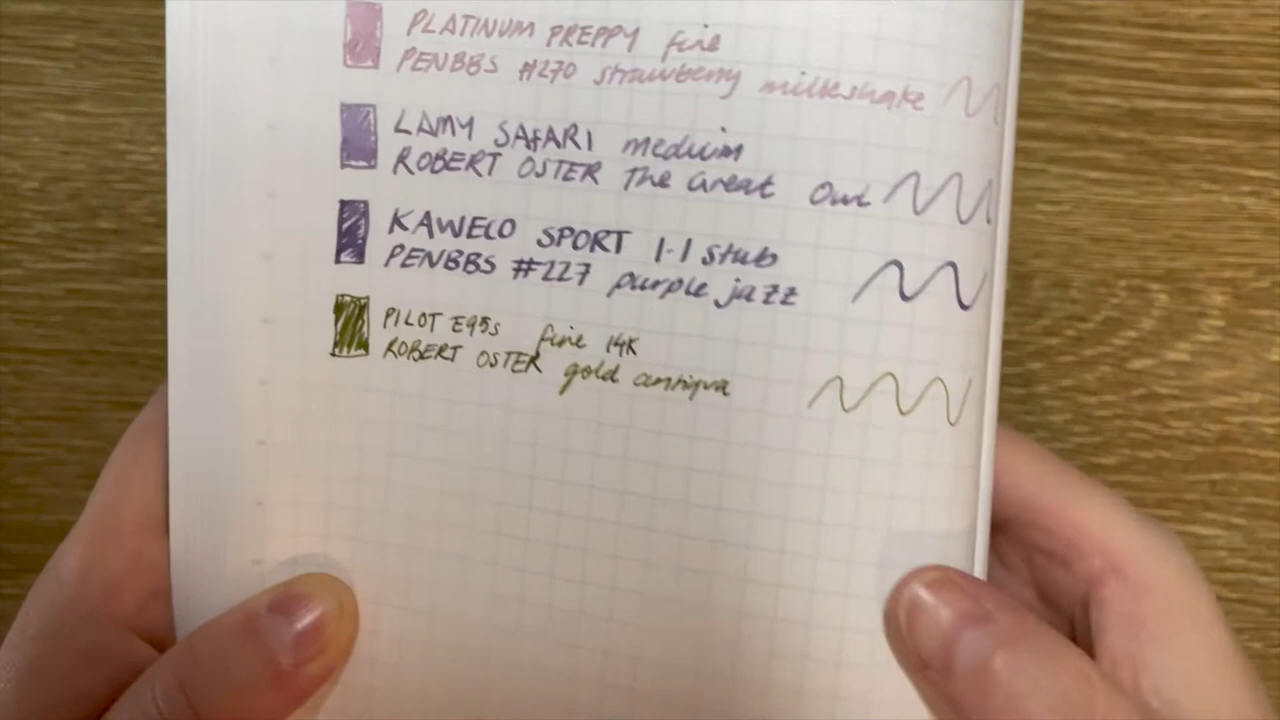 PLATINUM PREPPY fine
PENBBS #270 strawberry milkshake
LAMY SAfARI medium
ROBERT OSTER The Great Owl
KAWECO SPORT 1.1 stub
PENBBS #227 purple jazz
PILOT E95s fine 14K
ROBERT OSTER gold antiqua